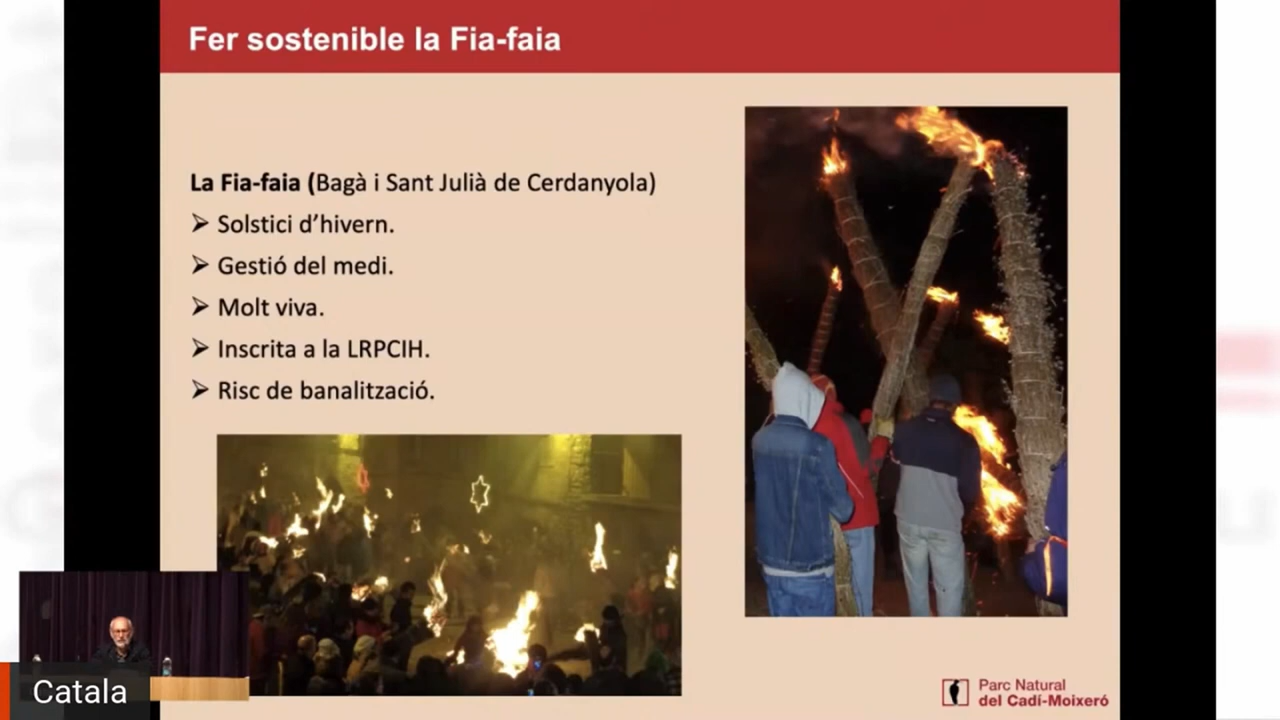 Fer sostenible la Fia-faia
La Fia-faia (Bagà i Sant Julià de Cerdanyola)
➢ Solstici d’hivern.
➢ Gestió del medi.
➢ Molt viva.
➢ Inscrita a la LRPCIH.
➢ Risc de banalització.
Catala
Parc Natural
del Cadí-Moixeró